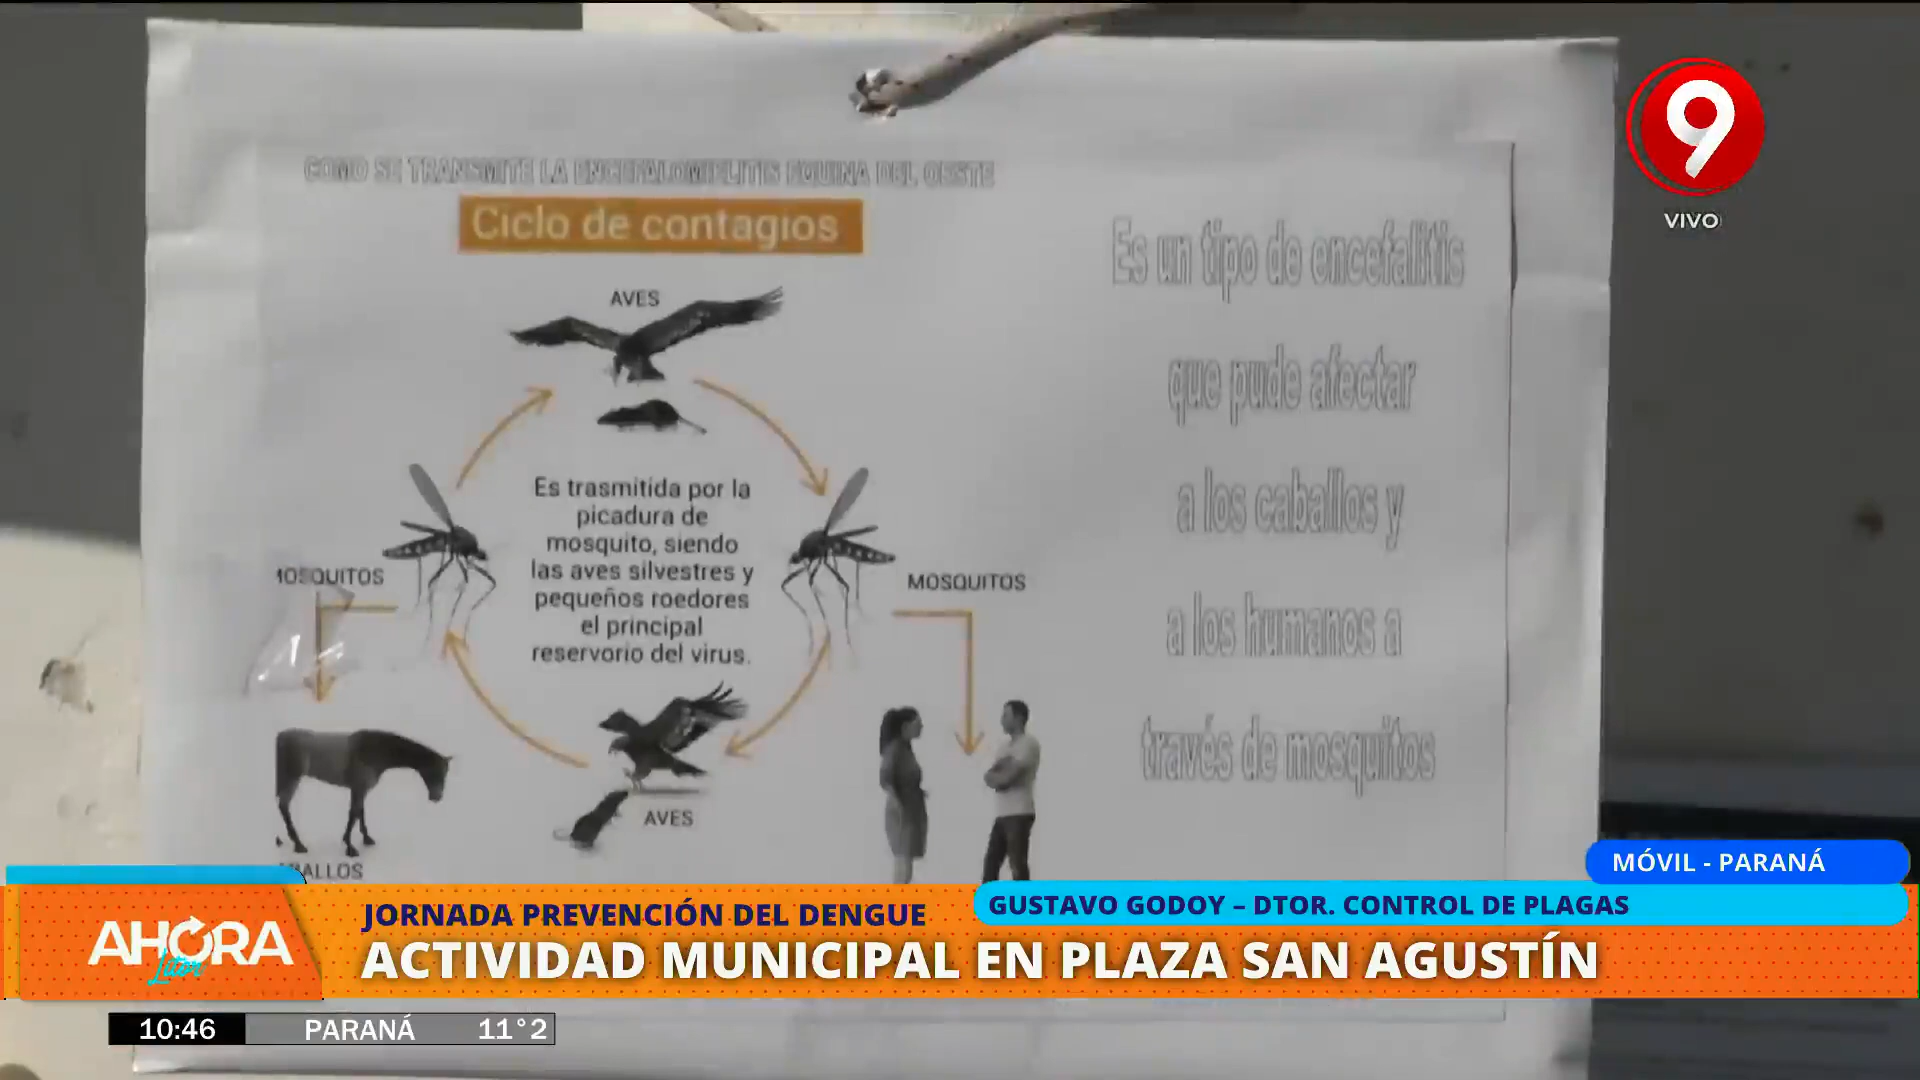 9
VIVO
COMO SE TRANSMITE LA ENCEFALOMIELITIS EQUINA DEL OESTE
Ciclo de contagios
AVES
Es trasmitida por la
picadura de
mosquito, siendo
las aves silvestres y
pequeños roedores
el principal
reservorio del virus.
MOSQUITOS
MOSQUITOS
AVES
Es un tipo de encefalitis
que pude afectar
a los caballos y
a los humanos a
través de mosquitos
MÓVIL - PARANÁ
GUSTAVO GODOY – DTOR. CONTROL DE PLAGAS
JORNADA PREVENCIÓN DEL DENGUE
ACTIVIDAD MUNICIPAL EN PLAZA SAN AGUSTÍN
AHORA
Litoral
10:46 PARANÁ 11°2